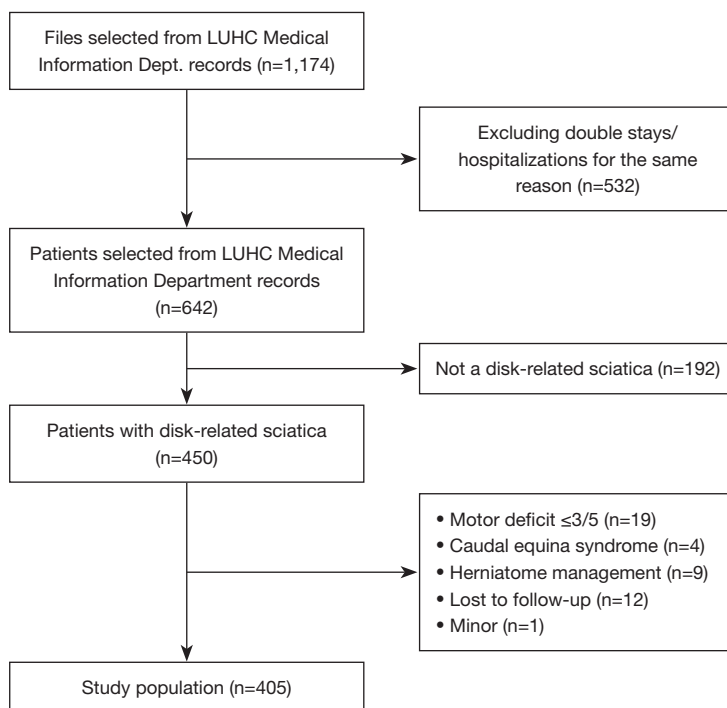 Files selected from LUHC Medical
Information Dept. records (n=1,174)
Excluding double stays/
hospitalizations for the same
reason (n=532)
Patients selected from LUHC Medical
Information Department records
(n=642)
Not a disk-related sciatica (n=192)
Patients with disk-related sciatica
(n=450)
• Motor deficit ≤3/5 (n=19)
• Caudal equina syndrome (n=4)
• Herniatome management (n=9)
• Lost to follow-up (n=12)
• Minor (n=1)
Study population (n=405)